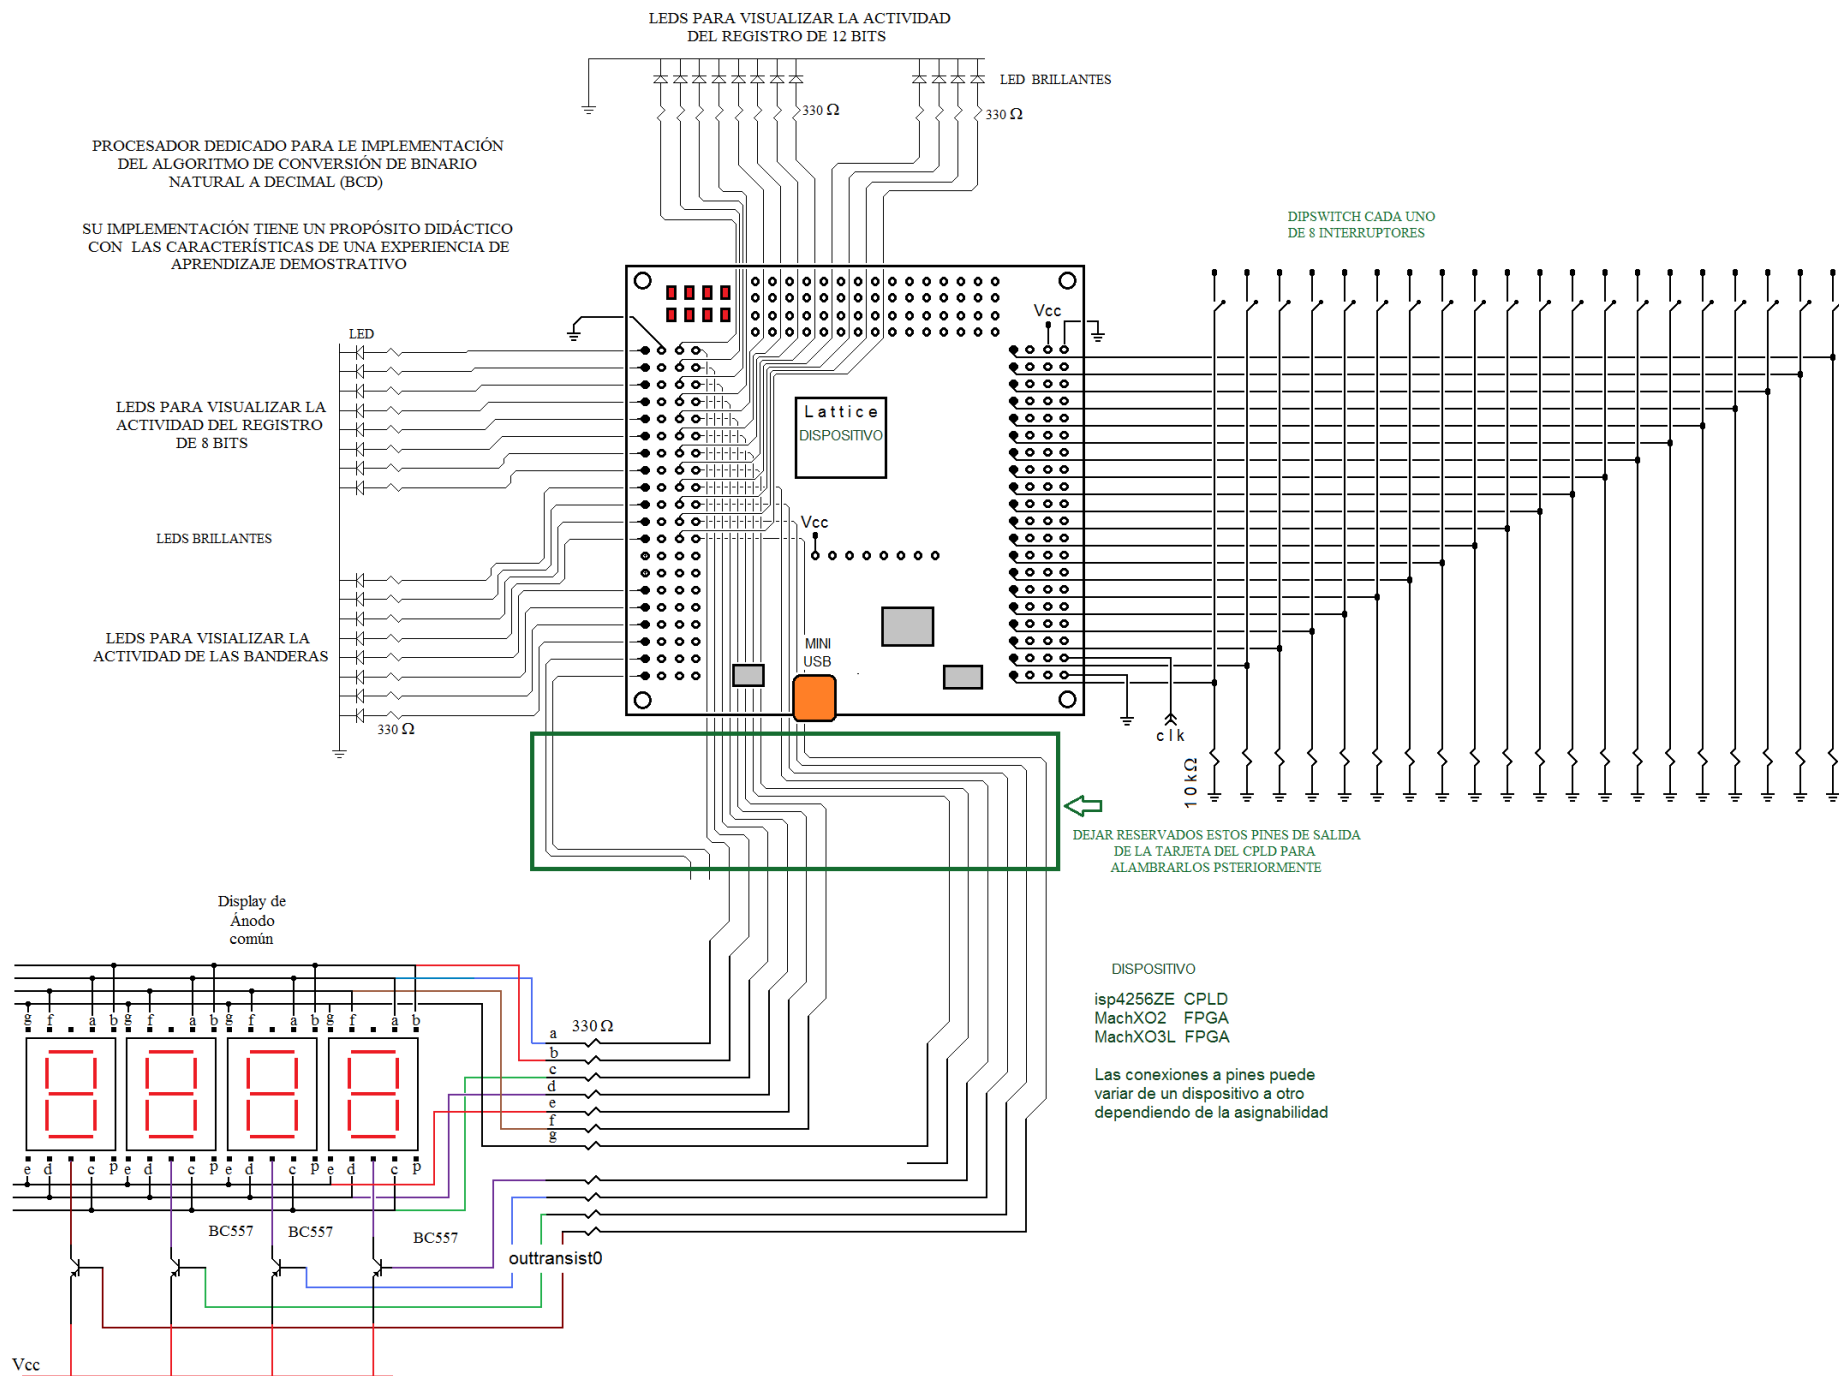 LEDS PARA VISUALIZAR LA ACTIVIDAD
DEL REGISTRO DE 12 BITS
LED BRILLANTES
330 Ω
330 Ω
PROCESADOR DEDICADO PARA LE IMPLEMENTACIÓN
DEL ALGORITMO DE CONVERSIÓN DE BINARIO
NATURAL A DECIMAL (BCD)
SU IMPLEMENTACIÓN TIENE UN PROPÓSITO DIDÁCTICO
CON LAS CARACTERÍSTICAS DE UNA EXPERIENCIA DE
APRENDIZAJE DEMOSTRATIVO
DIPSWITCH CADA UNO
DE 8 INTERRUPTORES
Vcc
LED
LEDS PARA VISUALIZAR LA
ACTIVIDAD DEL REGISTRO
DE 8 BITS
Lattice
DISPOSITIVO
Vcc
LEDS BRILLANTES
LEDS PARA VISIALIZAR LA
ACTIVIDAD DE LAS BANDERAS
330 Ω
MINI
USB
clk
10kΩ
DEJAR RESERVADOS ESTOS PINES DE SALIDA
DE LA TARJETA DEL CPLD PARA
ALAMBRARLOS PSTERIORMENTE
Display de
Ánodo
común
g f a b g f a b g f a b g f a b
e d c p e d c p e d c p e d c p
330 Ω
a
b
c
d
e
f
g
BC557 BC557 BC557
outtransist0
Vcc
DISPOSITIVO
isp4256ZE CPLD
MachXO2 FPGA
MachXO3L FPGA
Las conexiones a pines puede
variar de un dispositivo a otro
dependiendo de la asignabilidad